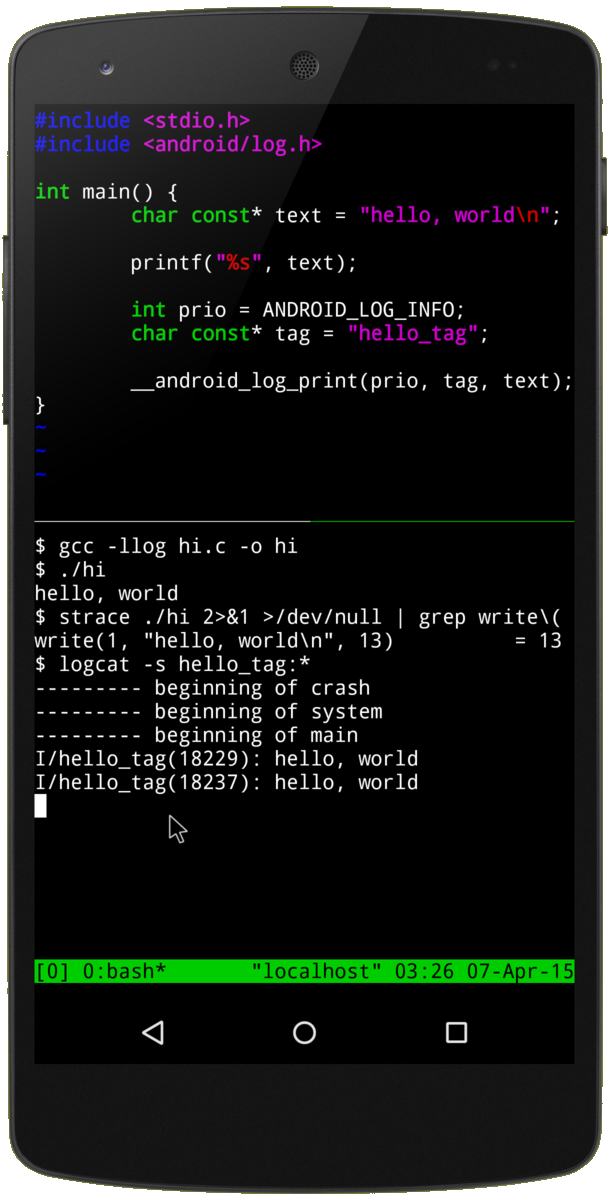 #include <stdio.h>
#include <android/log.h>
int main() {
        char const* text = "hello, world\n";
        printf("%s", text);
        int prio = ANDROID_LOG_INFO;
        char const* tag = "hello_tag";
        __android_log_print(prio, tag, text);
}
~
~
~
$ gcc -llog hi.c -o hi
$ ./hi
hello, world
$ strace ./hi 2>&1 >/dev/null | grep write\(
write(1, "hello, world\n", 13)          = 13
$ logcat -s hello_tag:*
--------- beginning of crash
--------- beginning of system
--------- beginning of main
I/hello_tag(18229): hello, world
I/hello_tag(18237): hello, world
[0] 0:bash*       "localhost" 03:26 07-Apr-15